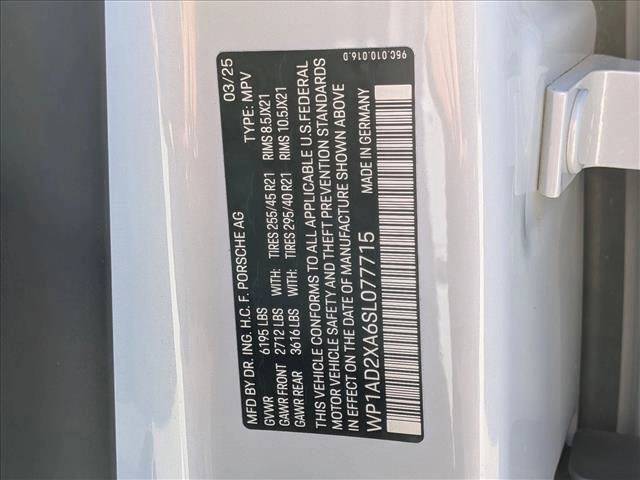 MFD BY DR. ING. H.C. F. PORSCHE AG 03/25
GVWR 6195 LBS TYPE: MPV
GAWR FRONT 2712 LBS WITH: TIRES 255/45 R21 RIMS 8.5JX21
GAWR REAR 3616 LBS WITH: TIRES 295/40 R21 RIMS 10.5JX21
THIS VEHICLE CONFORMS TO ALL APPLICABLE U.S.FEDERAL
MOTOR VEHICLE SAFETY AND THEFT PREVENTION STANDARDS
IN EFFECT ON THE DATE OF MANUFACTURE SHOWN ABOVE
MADE IN GERMANY
WP1AD2XA6SL077715
95C.010.016.D